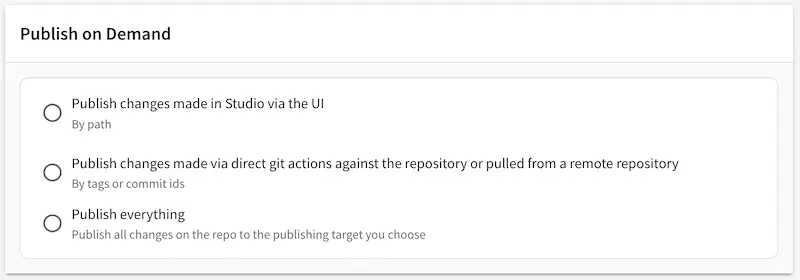 Publish on Demand
Publish changes made in Studio via the UI
By path
Publish changes made via direct git actions against the repository or pulled from a remote repository
By tags or commit ids
Publish everything
Publish all changes on the repo to the publishing target you choose